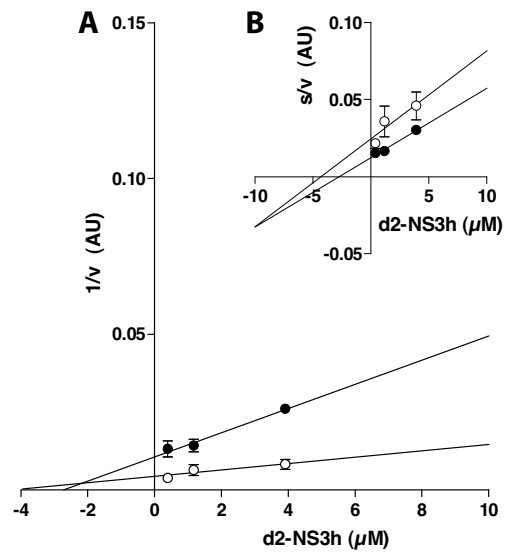 A
B
0.15
0.10
0.05
1/v (AU)
-4 -2 0 2 4 6 8 10
d2-NS3h (µM)
0.10
0.05
-0.05
s/v (AU)
-10 -5 5 10
d2-NS3h (µM)